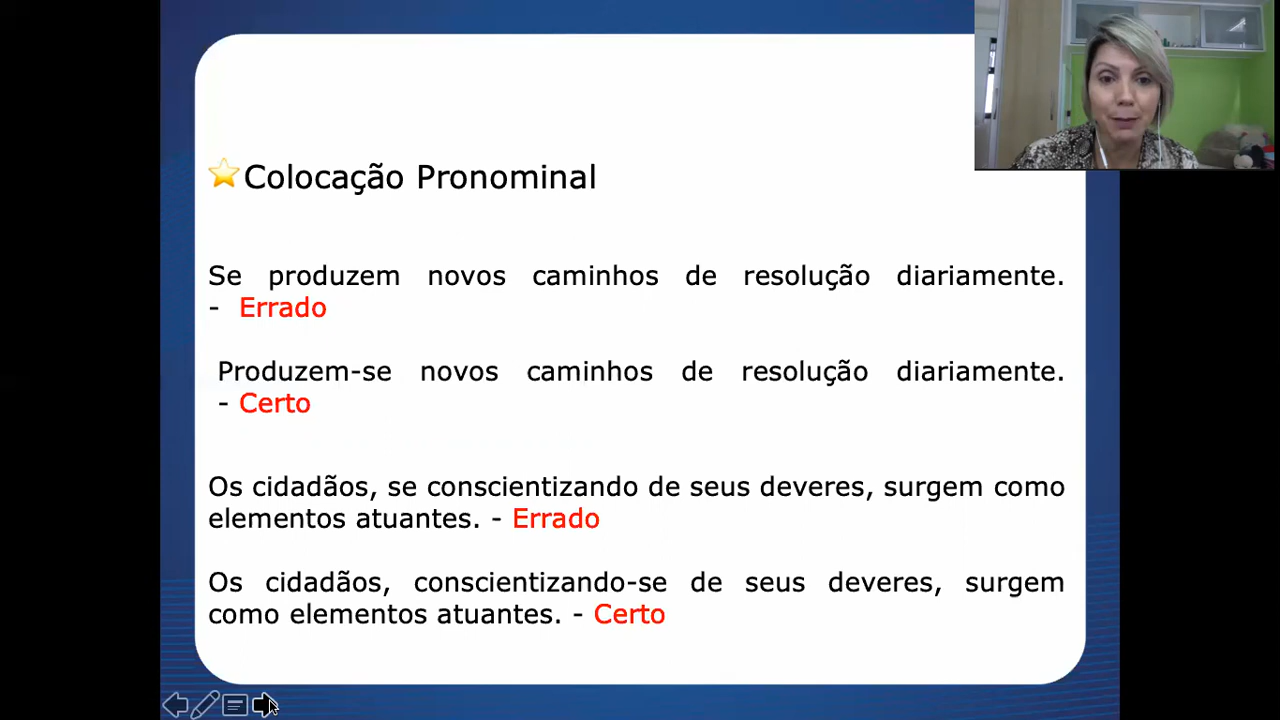 Colocação Pronominal
Se produzem novos caminhos de resolução diariamente.
- Errado
Produzem-se novos caminhos de resolução diariamente.
- Certo
Os cidadãos, se conscientizando de seus deveres, surgem como
elementos atuantes. - Errado
Os cidadãos, conscientizando-se de seus deveres, surgem
como elementos atuantes. - Certo